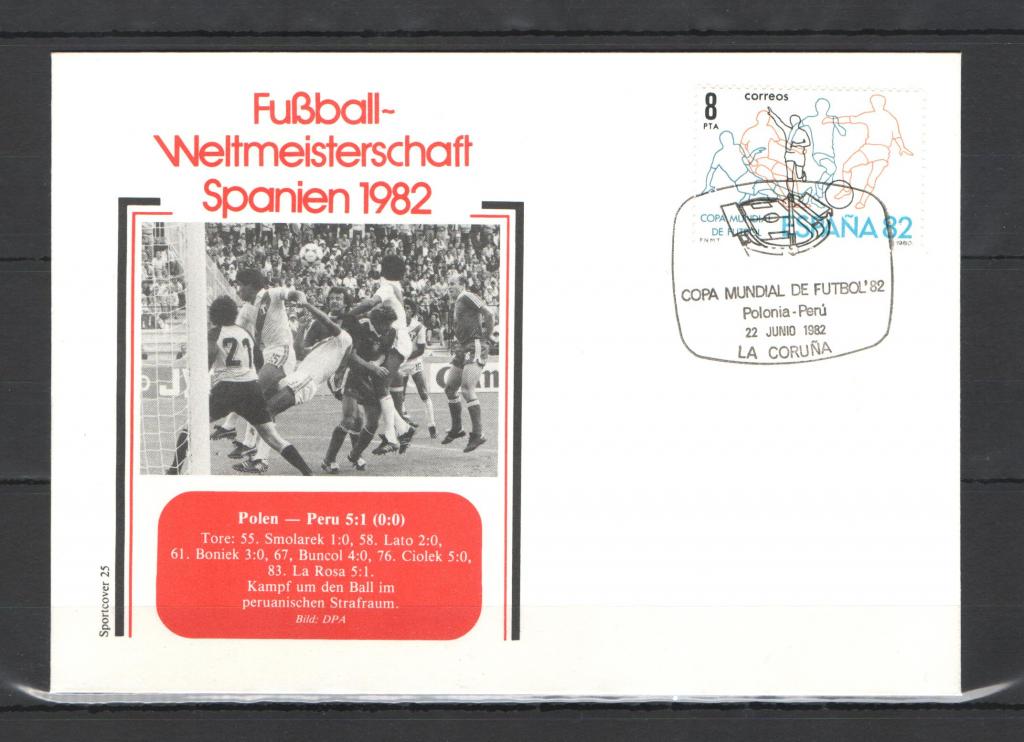 Fußball-
Weltmeisterschaft
Spanien 1982
21
Polen — Peru 5:1 (0:0)
Tore: 55. Smolarek 1:0, 58. Lato 2:0,
61. Boniek 3:0, 67, Buncol 4:0, 76. Ciolek 5:0,
83. La Rosa 5:1.
Kampf um den Ball im
peruanischen Strafraum.
Bild: DPA
Sportcover 25
8
PTA
correos
COPA MUNDIAL
DE FUTBOL
ESPAÑA 82
F N M T
1980
COPA MUNDIAL DE FUTBOL'82
Polonia-Perú
22 JUNIO 1982
LA CORUÑA